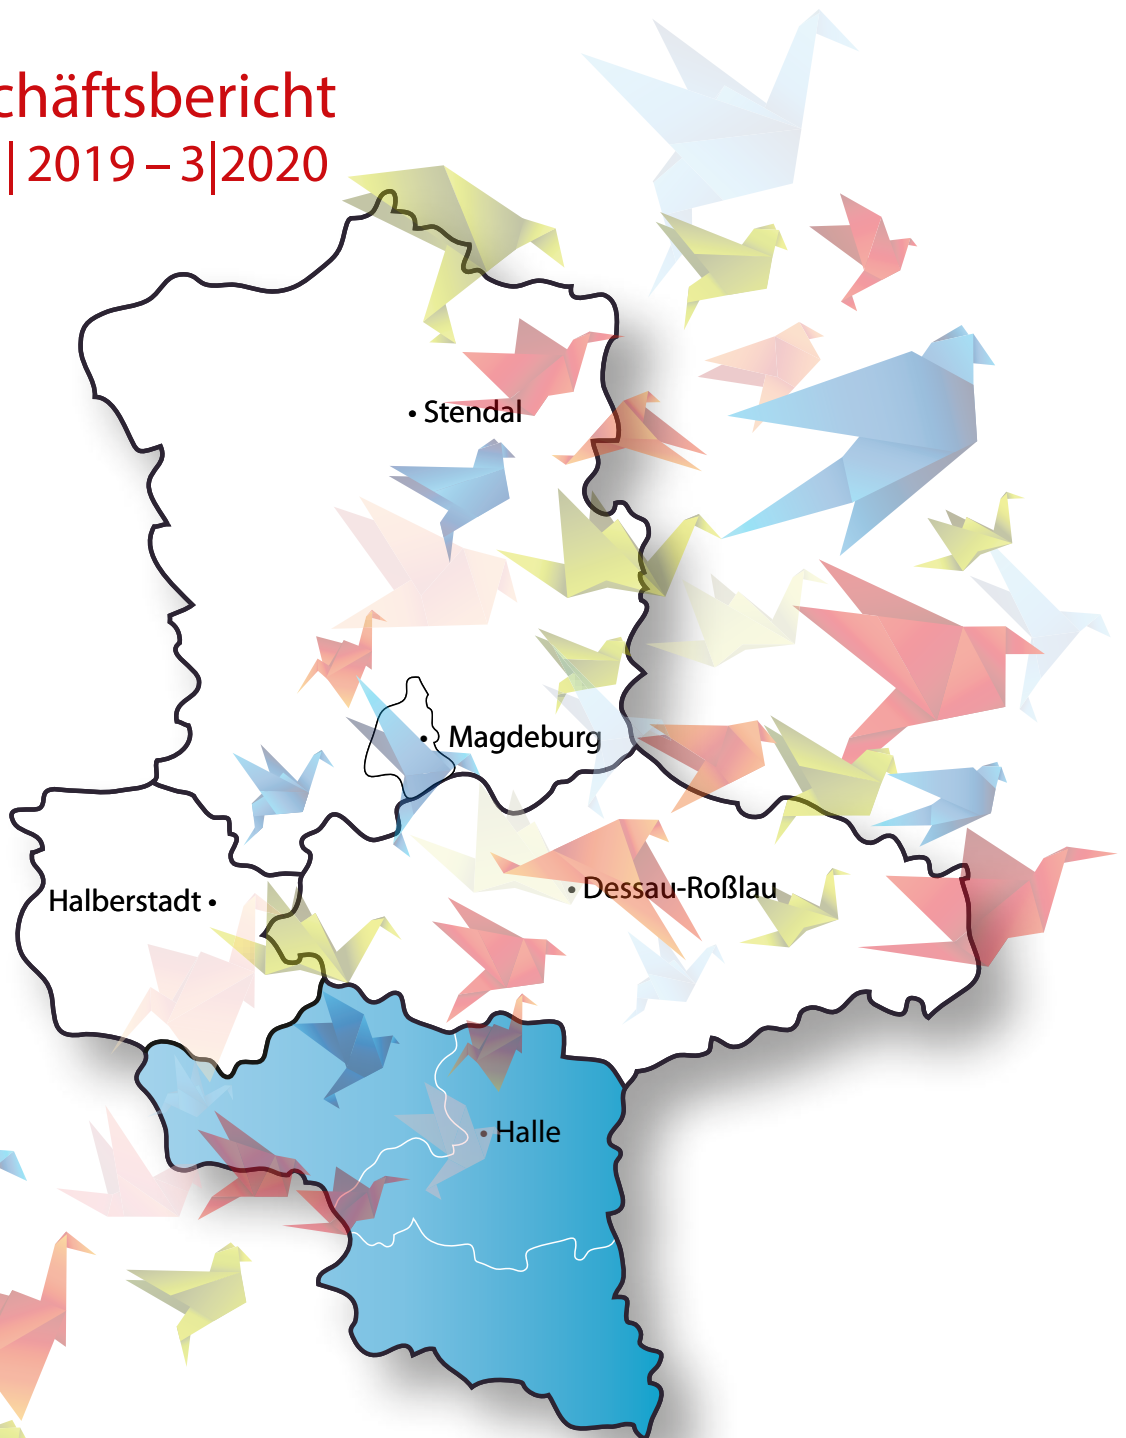 chäftsbericht
| 2019 – 3|2020
Stendal
Magdeburg
Halberstadt
Dessau-Roßlau
Halle